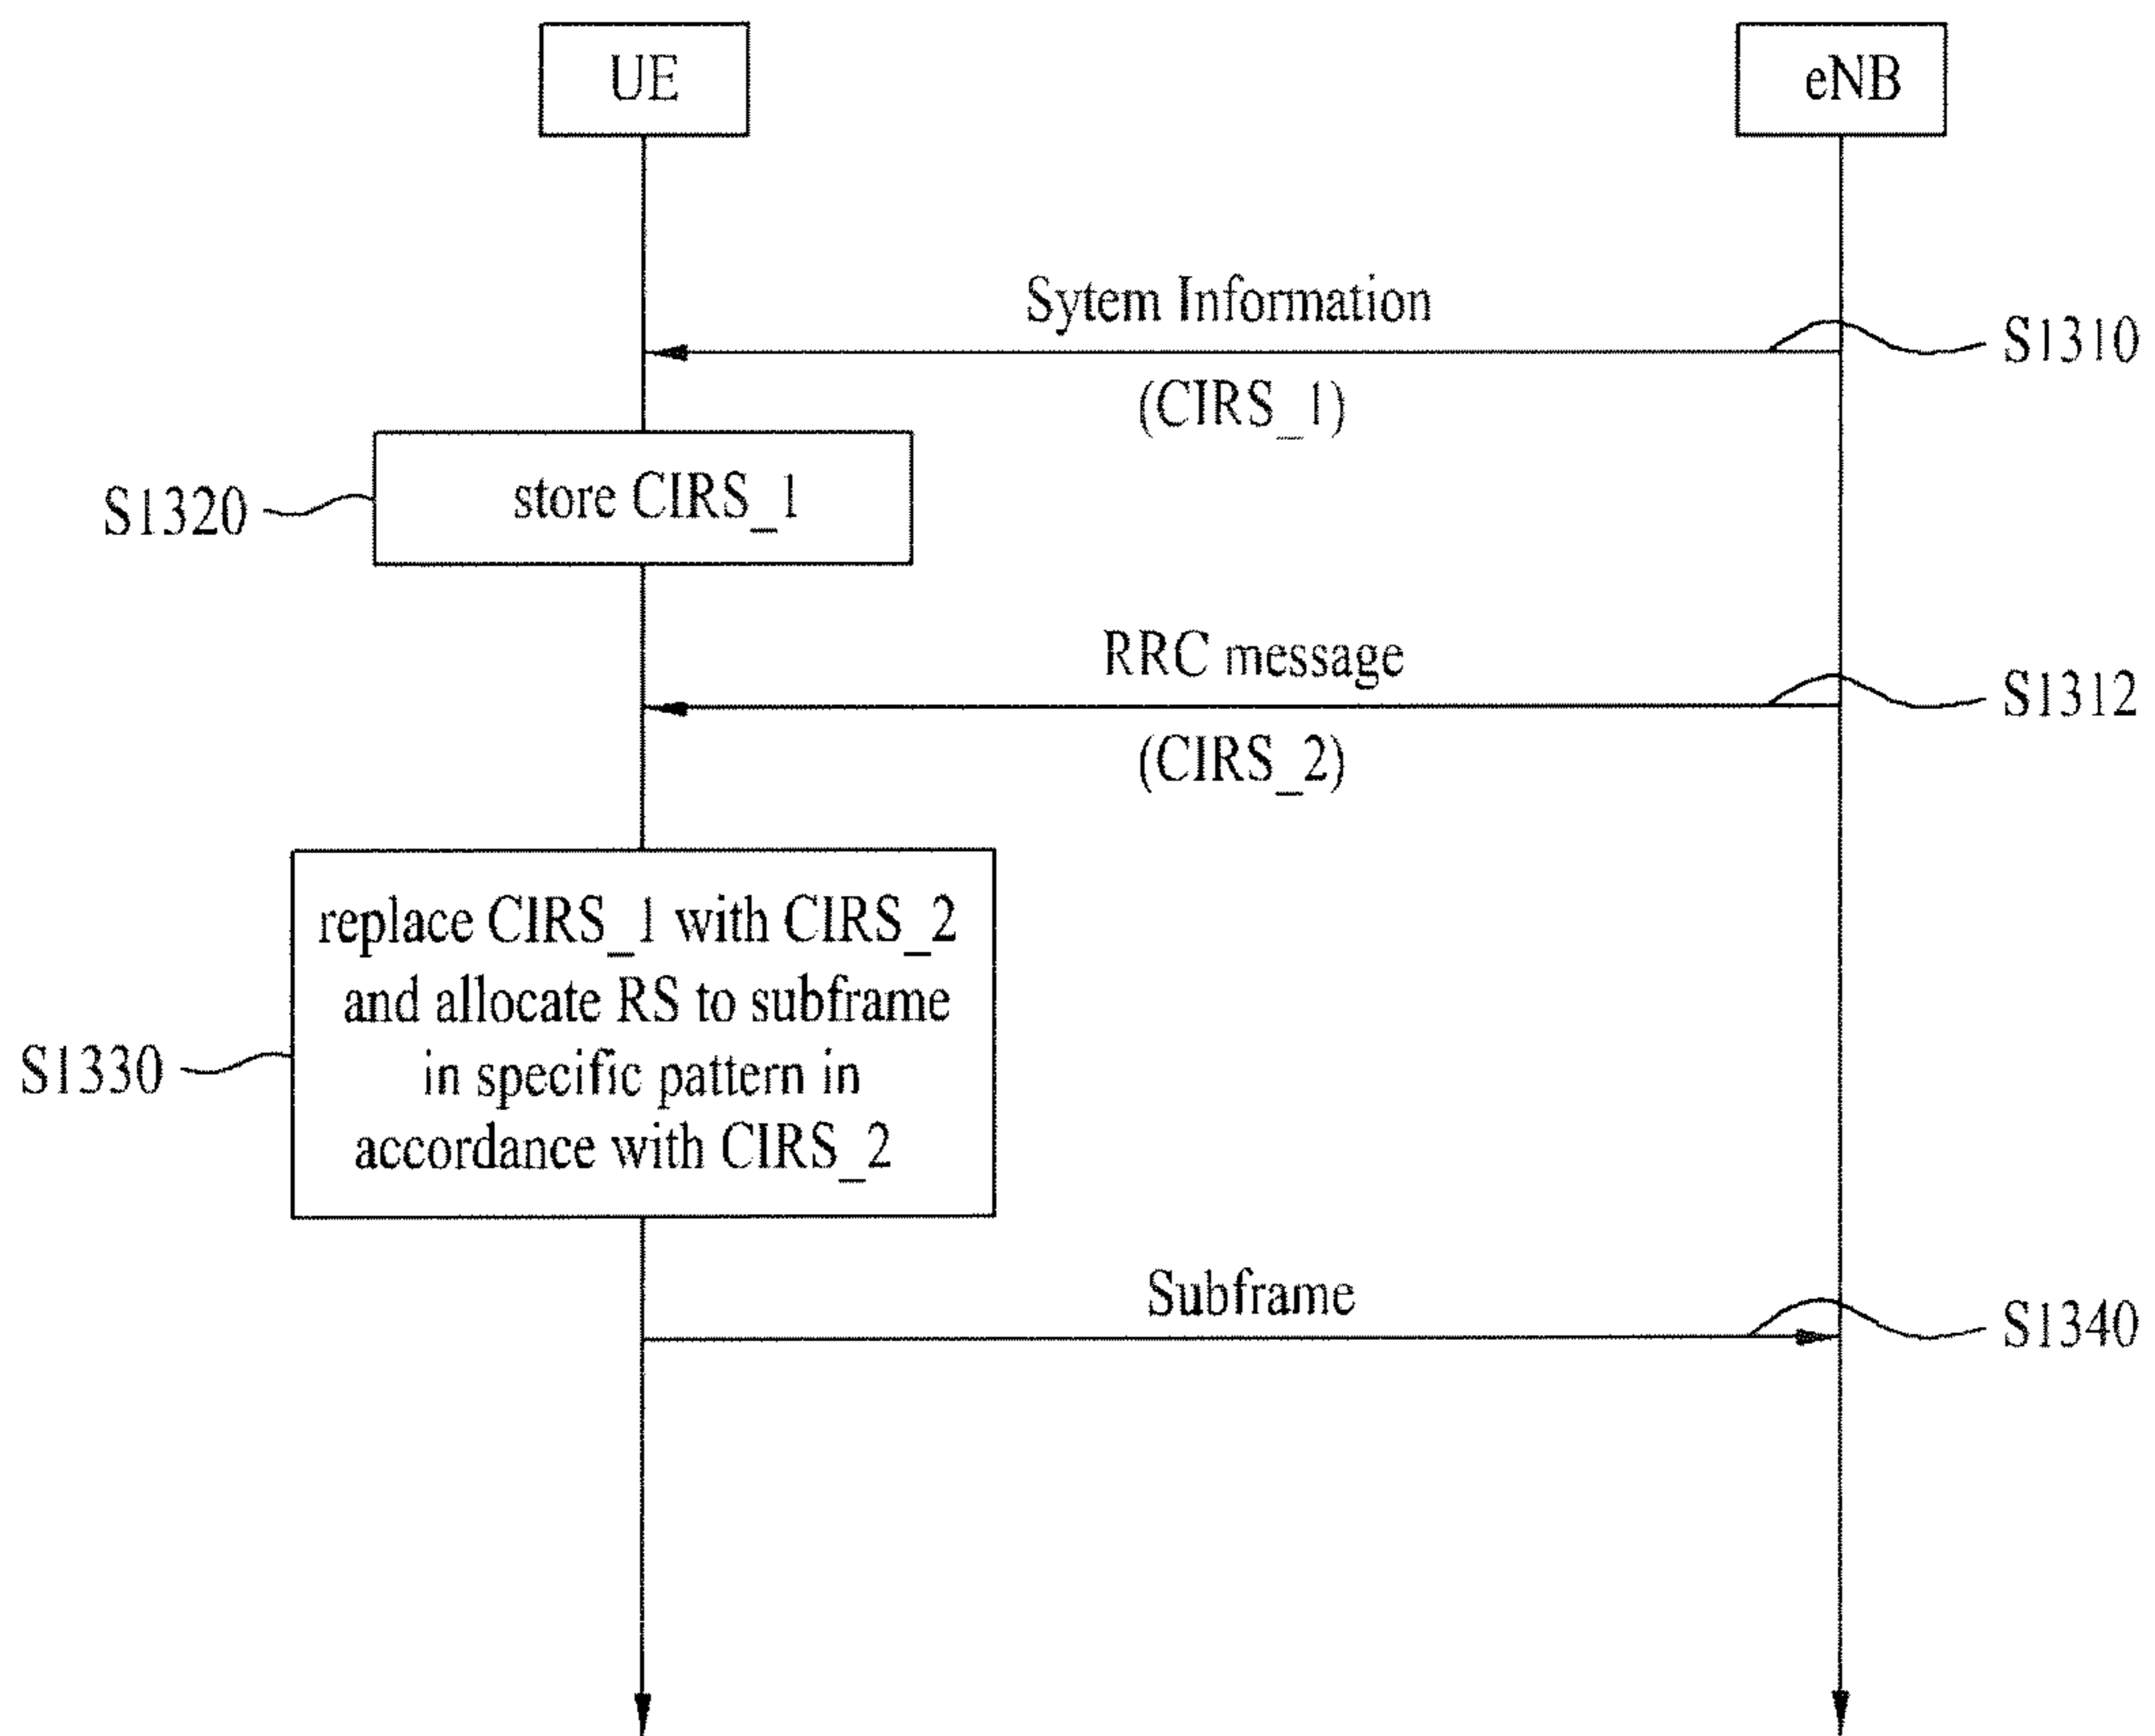 UE
eNB
Sytem Information
S1310
(CIRS_1)
S1320
store CIRS_1
RRC message
S1312
(CIRS_2)
replace CIRS_1 with CIRS_2
and allocate RS to subframe
in specific pattern in
accordance with CIRS_2
S1330
Subframe
S1340